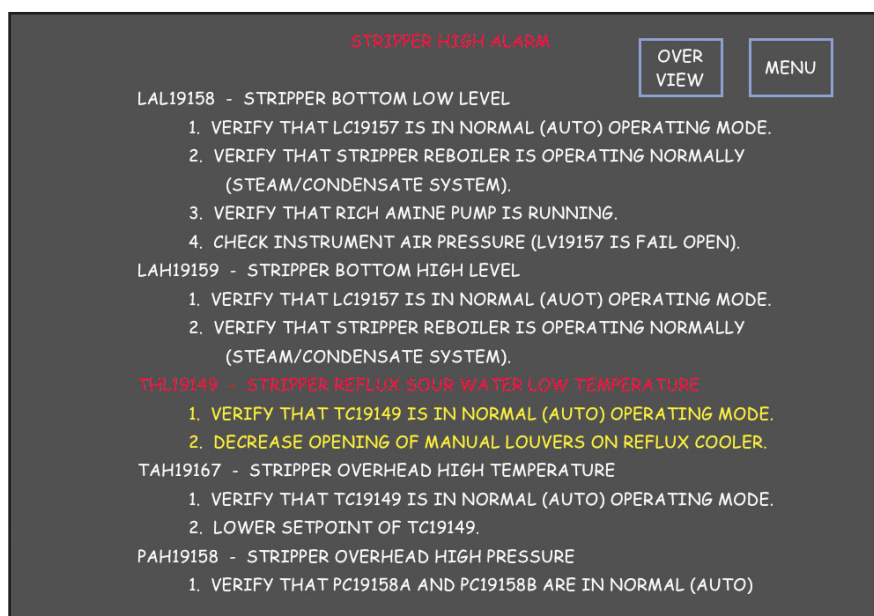 STRIPPER HIGH ALARM
OVER
VIEW
MENU
LAL19158 - STRIPPER BOTTOM LOW LEVEL
1. VERIFY THAT LC19157 IS IN NORMAL (AUTO) OPERATING MODE.
2. VERIFY THAT STRIPPER REBOILER IS OPERATING NORMALLY
(STEAM/CONDENSATE SYSTEM).
3. VERIFY THAT RICH AMINE PUMP IS RUNNING.
4. CHECK INSTRUMENT AIR PRESSURE (LV19157 IS FAIL OPEN).
LAH19159 - STRIPPER BOTTOM HIGH LEVEL
1. VERIFY THAT LC19157 IS IN NORMAL (AUOT) OPERATING MODE.
2. VERIFY THAT STRIPPER REBOILER IS OPERATING NORMALLY
(STEAM/CONDENSATE SYSTEM).
THL19149 - STRIPPER REFLUX SOUR WATER LOW TEMPERATURE
1. VERIFY THAT TC19149 IS IN NORMAL (AUTO) OPERATING MODE.
2. DECREASE OPENING OF MANUAL LOUVERS ON REFLUX COOLER.
TAH19167 - STRIPPER OVERHEAD HIGH TEMPERATURE
1. VERIFY THAT TC19149 IS IN NORMAL (AUTO) OPERATING MODE.
2. LOWER SETPOINT OF TC19149.
PAH19158 - STRIPPER OVERHEAD HIGH PRESSURE
1. VERIFY THAT PC19158A AND PC19158B ARE IN NORMAL (AUTO)